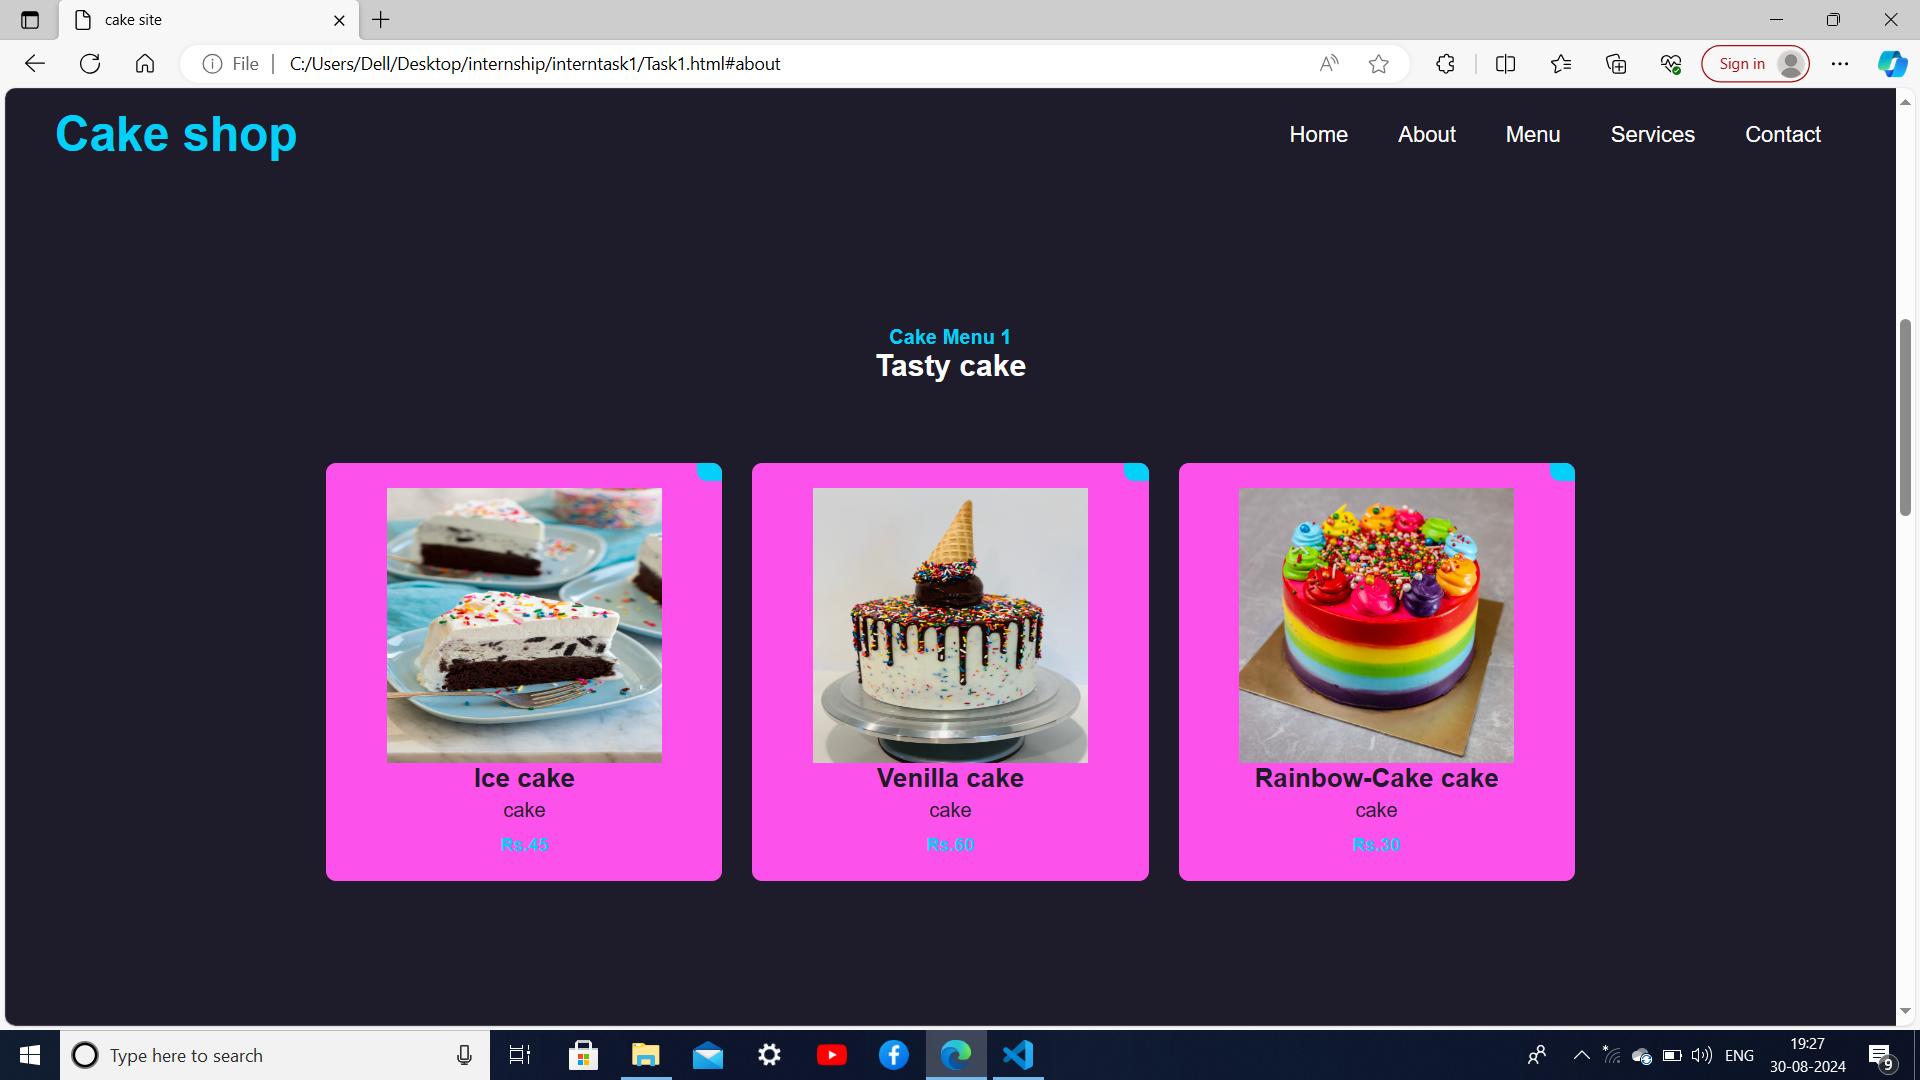 cake site
File
C:/Users/Dell/Desktop/internship/interntask1/Task1.html#about
Sign in
Cake shop
Home
About
Menu
Services
Contact
Cake Menu 1
Tasty cake
Ice cake
cake
Rs.45
Venilla cake
cake
Rs.60
Rainbow-Cake cake
cake
Rs.30
Type here to search
ENG
19:27
30-08-2024
9